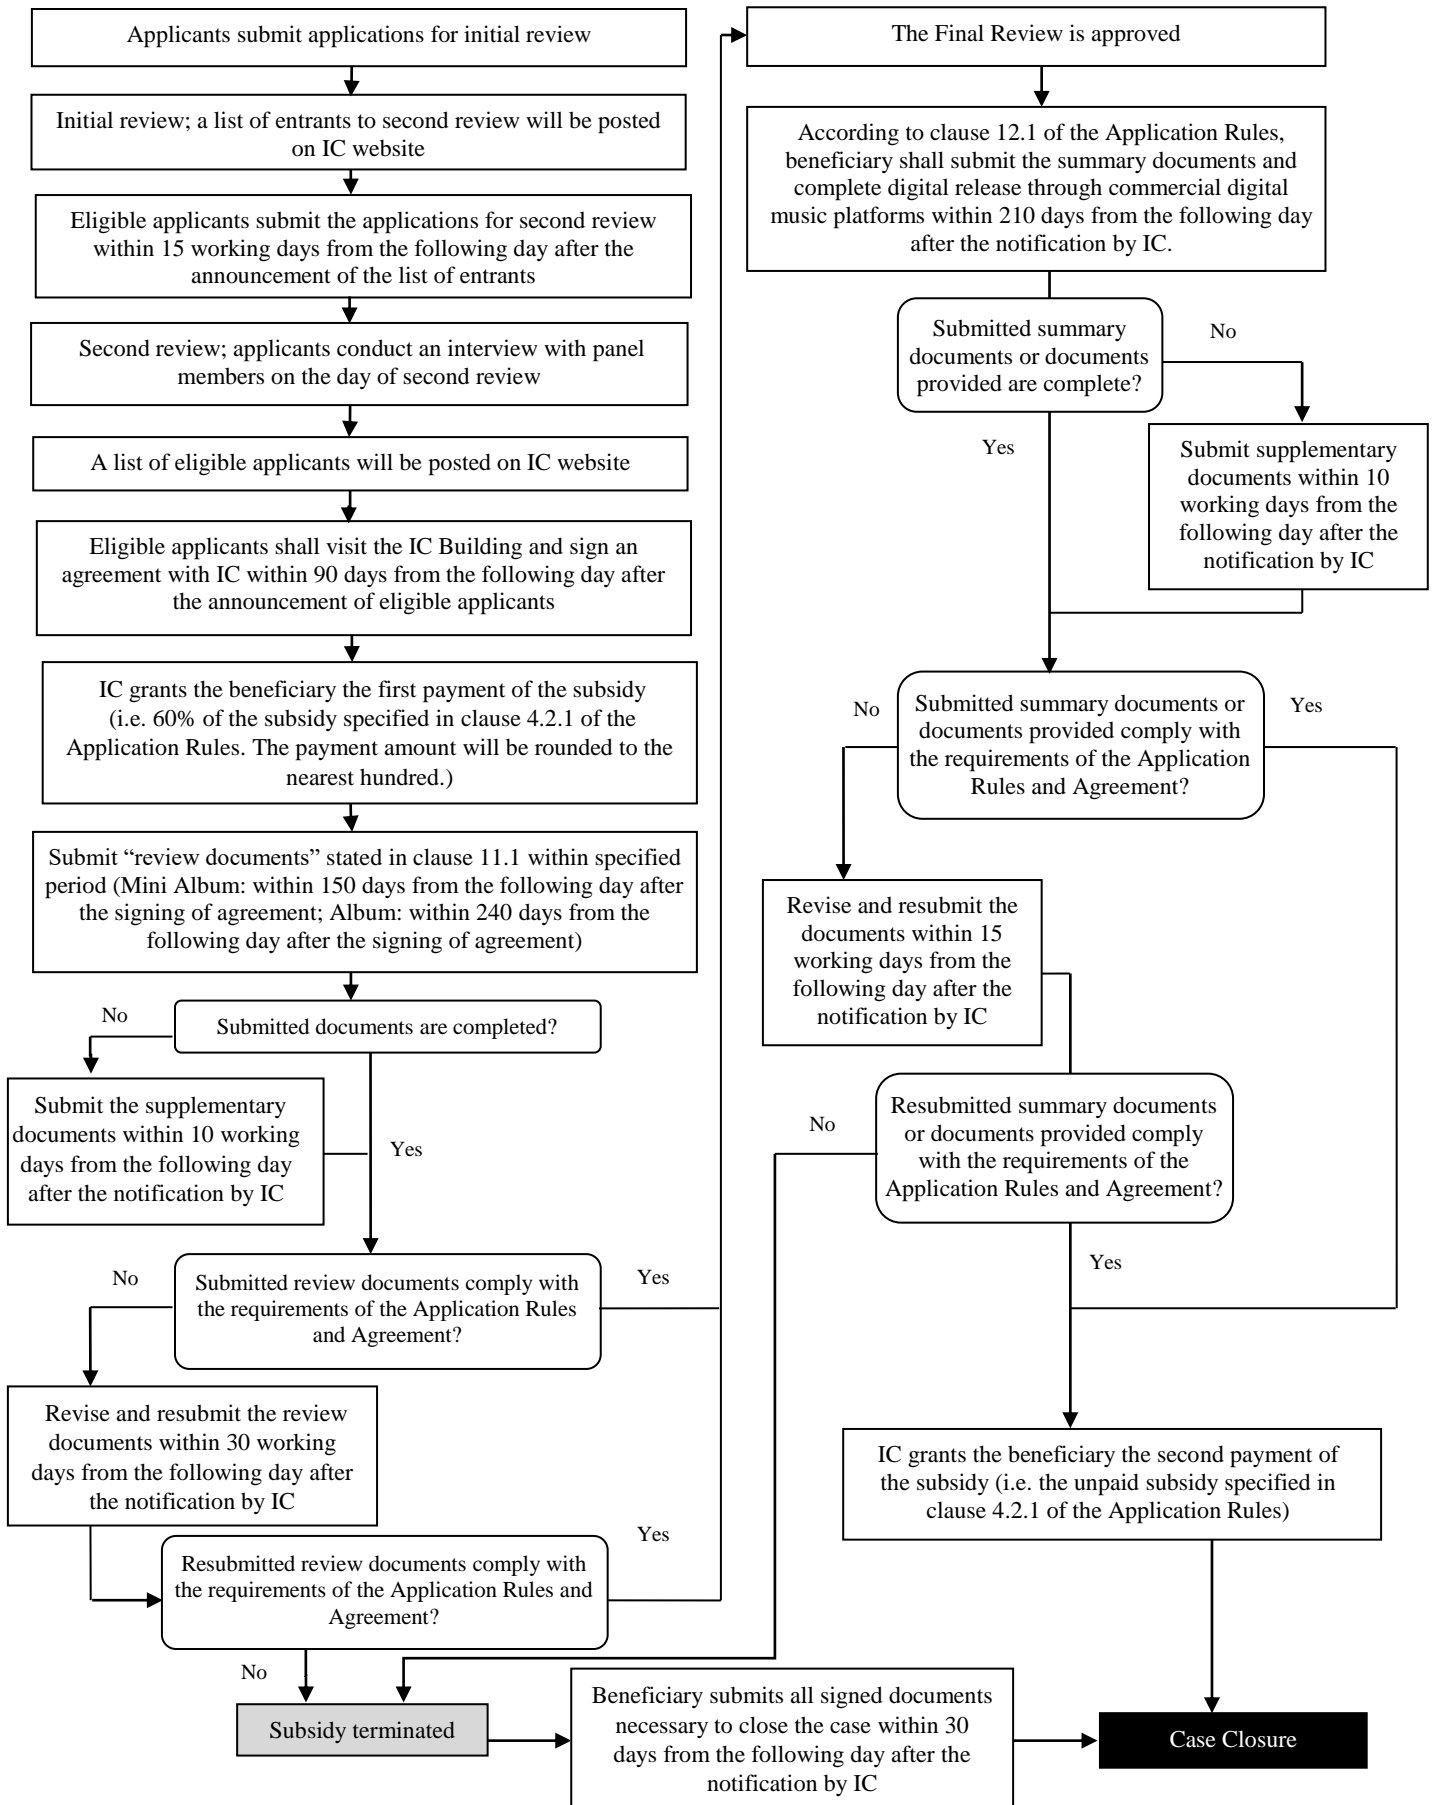 Applicants submit applications for initial review
Initial review; a list of entrants to second review will be posted
on IC website
Eligible applicants submit the applications for second review
within 15 working days from the following day after the
announcement of the list of entrants
Second review; applicants conduct an interview with panel
members on the day of second review
A list of eligible applicants will be posted on IC website
Eligible applicants shall visit the IC Building and sign an
agreement with IC within 90 days from the following day after
the announcement of eligible applicants
IC grants the beneficiary the first payment of the subsidy
(i.e. 60% of the subsidy specified in clause 4.2.1 of the
Application Rules. The payment amount will be rounded to the
nearest hundred.)
Submit “review documents” stated in clause 11.1 within specified
period (Mini Album: within 150 days from the following day after
the signing of agreement; Album: within 240 days from the
following day after the signing of agreement)
No
Submitted documents are completed?
Submit the supplementary
documents within 10 working
days from the following day
after the notification by IC
Yes
No
Submitted review documents comply with
the requirements of the Application Rules
and Agreement?
Yes
Revise and resubmit the review
documents within 30 working
days from the following day after
the notification by IC
Yes
Resubmitted review documents comply with
the requirements of the Application Rules and
Agreement?
No
Subsidy terminated
Beneficiary submits all signed documents
necessary to close the case within 30
days from the following day after the
notification by IC
The Final Review is approved
According to clause 12.1 of the Application Rules,
beneficiary shall submit the summary documents and
complete digital release through commercial digital
music platforms within 210 days from the following day
after the notification by IC.
Submitted summary
documents or documents
provided are complete?
No
Yes
Submit supplementary
documents within 10
working days from the
following day after the
notification by IC
No
Submitted summary documents or
documents provided comply with
the requirements of the Application
Rules and Agreement?
Yes
Revise and resubmit the
documents within 15
working days from the
following day after the
notification by IC
No
Resubmitted summary documents
or documents provided comply
with the requirements of the
Application Rules and Agreement?
Yes
IC grants the beneficiary the second payment of
the subsidy (i.e. the unpaid subsidy specified in
clause 4.2.1 of the Application Rules)
Case Closure